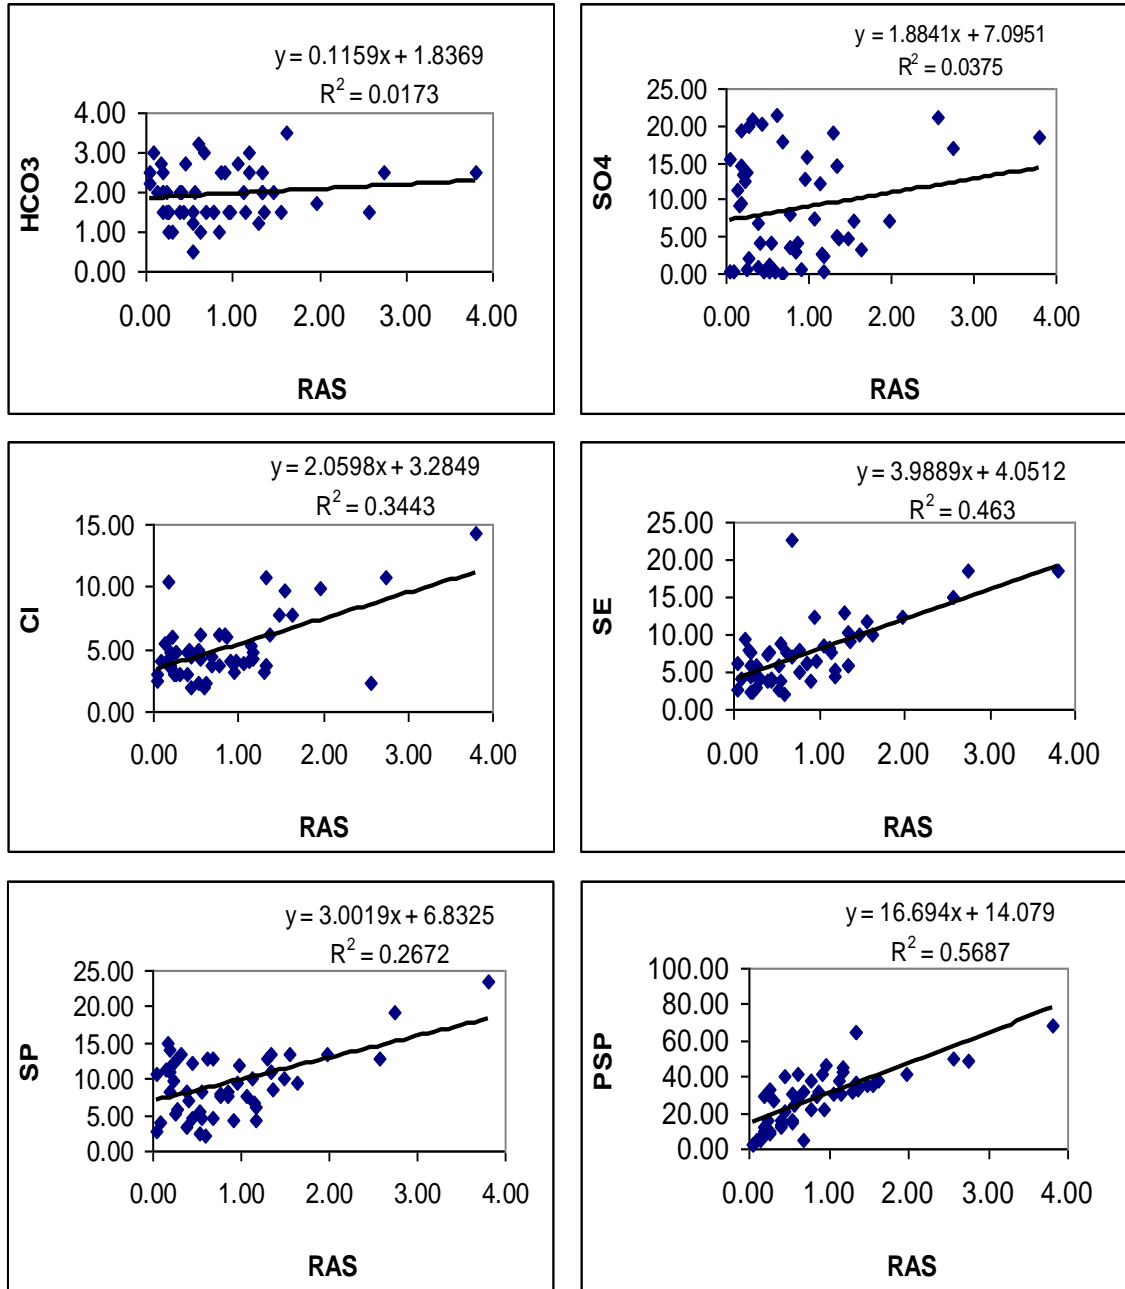 y = 0.1159x + 1.8369
R² = 0.0173
4.00
3.00
2.00
1.00
0.00
0.00 1.00 2.00 3.00 4.00
HCO3
RAS
y = 1.8841x + 7.0951
R² = 0.0375
25.00
20.00
15.00
10.00
5.00
0.00
0.00 1.00 2.00 3.00 4.00
SO4
RAS
y = 2.0598x + 3.2849
R² = 0.3443
15.00
10.00
5.00
0.00
0.00 1.00 2.00 3.00 4.00
Cl
RAS
y = 3.9889x + 4.0512
R² = 0.463
25.00
20.00
15.00
10.00
5.00
0.00
0.00 1.00 2.00 3.00 4.00
SE
RAS
y = 3.0019x + 6.8325
R² = 0.2672
25.00
20.00
15.00
10.00
5.00
0.00
0.00 1.00 2.00 3.00 4.00
SP
RAS
y = 16.694x + 14.079
R² = 0.5687
100.00
80.00
60.00
40.00
20.00
0.00
0.00 1.00 2.00 3.00 4.00
PSP
RAS